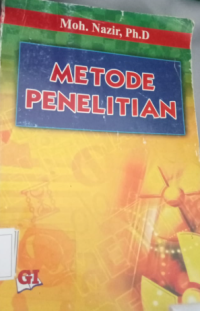 Moh. Nazir, Ph.D
METODE
PENELITIAN
GI